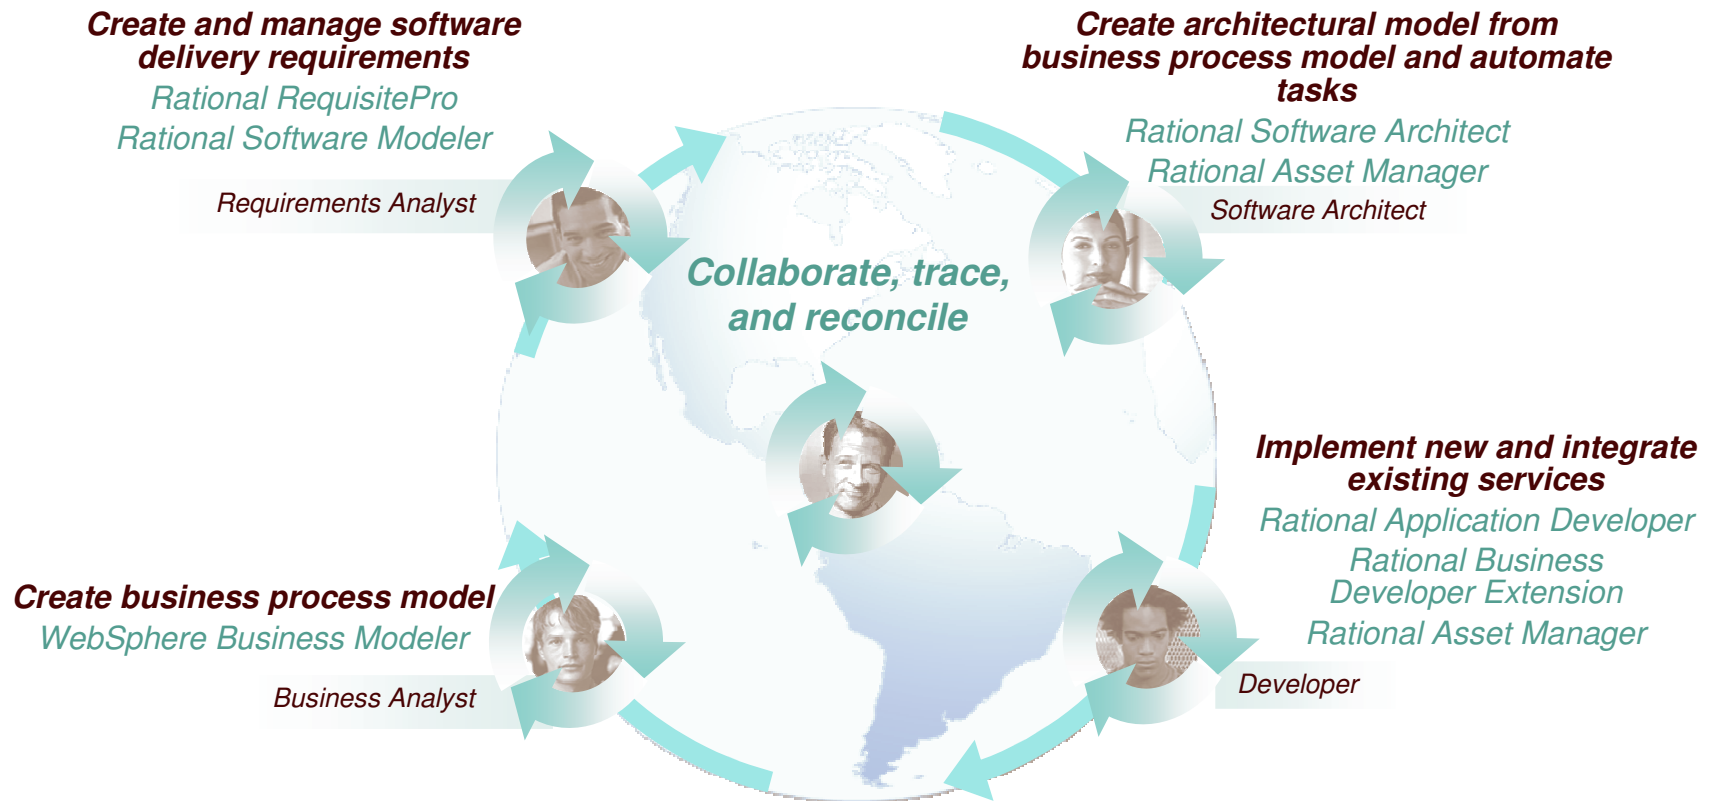 Create and manage software
delivery requirements
Rational RequisitePro
Rational Software Modeler
Requirements Analyst
Create architectural model from
business process model and automate
tasks
Rational Software Architect
Rational Asset Manager
Software Architect
Collaborate, trace,
and reconcile
Implement new and integrate
existing services
Rational Application Developer
Rational Business
Developer Extension
Rational Asset Manager
Developer
Create business process model
WebSphere Business Modeler
Business Analyst